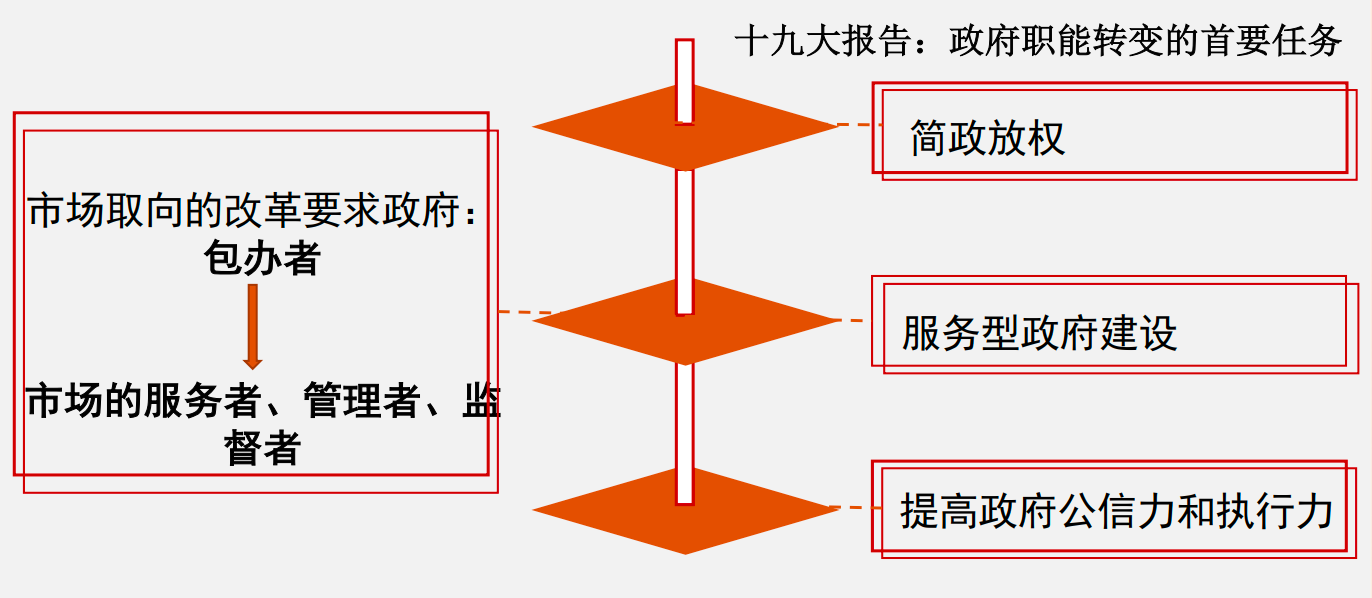 十九大报告：政府职能转变的首要任务
市场取向的改革要求政府：
包办者
市场的服务者、管理者、监
督者
简政放权
服务型政府建设
提高政府公信力和执行力